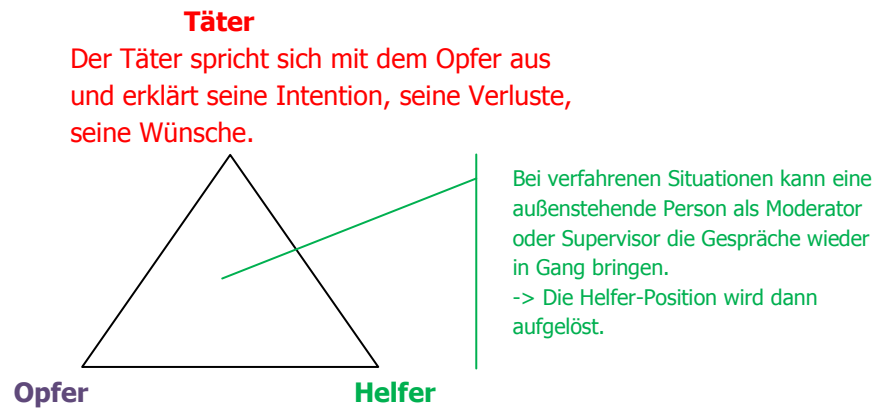 Täter
Der Täter spricht sich mit dem Opfer aus
und erklärt seine Intention, seine Verluste,
seine Wünsche.
Bei verfahrenen Situationen kann eine
außenstehende Person als Moderator
oder Supervisor die Gespräche wieder
in Gang bringen.
-> Die Helfer-Position wird dann
aufgelöst.
Opfer
Helfer